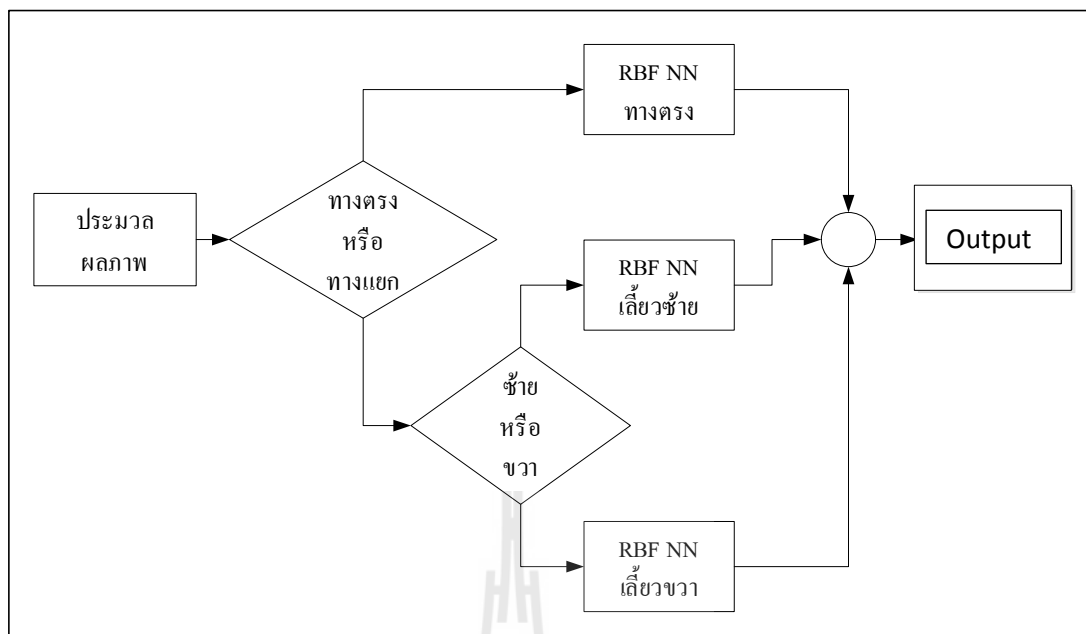 ประมวล
ผลภาพ
ทางตรง
หรือ
ทางแยก
RBF NN
ทางตรง
ซ้าย
หรือ
ขวา
RBF NN
เลี้ยวซ้าย
RBF NN
เลี้ยวขวา
Output